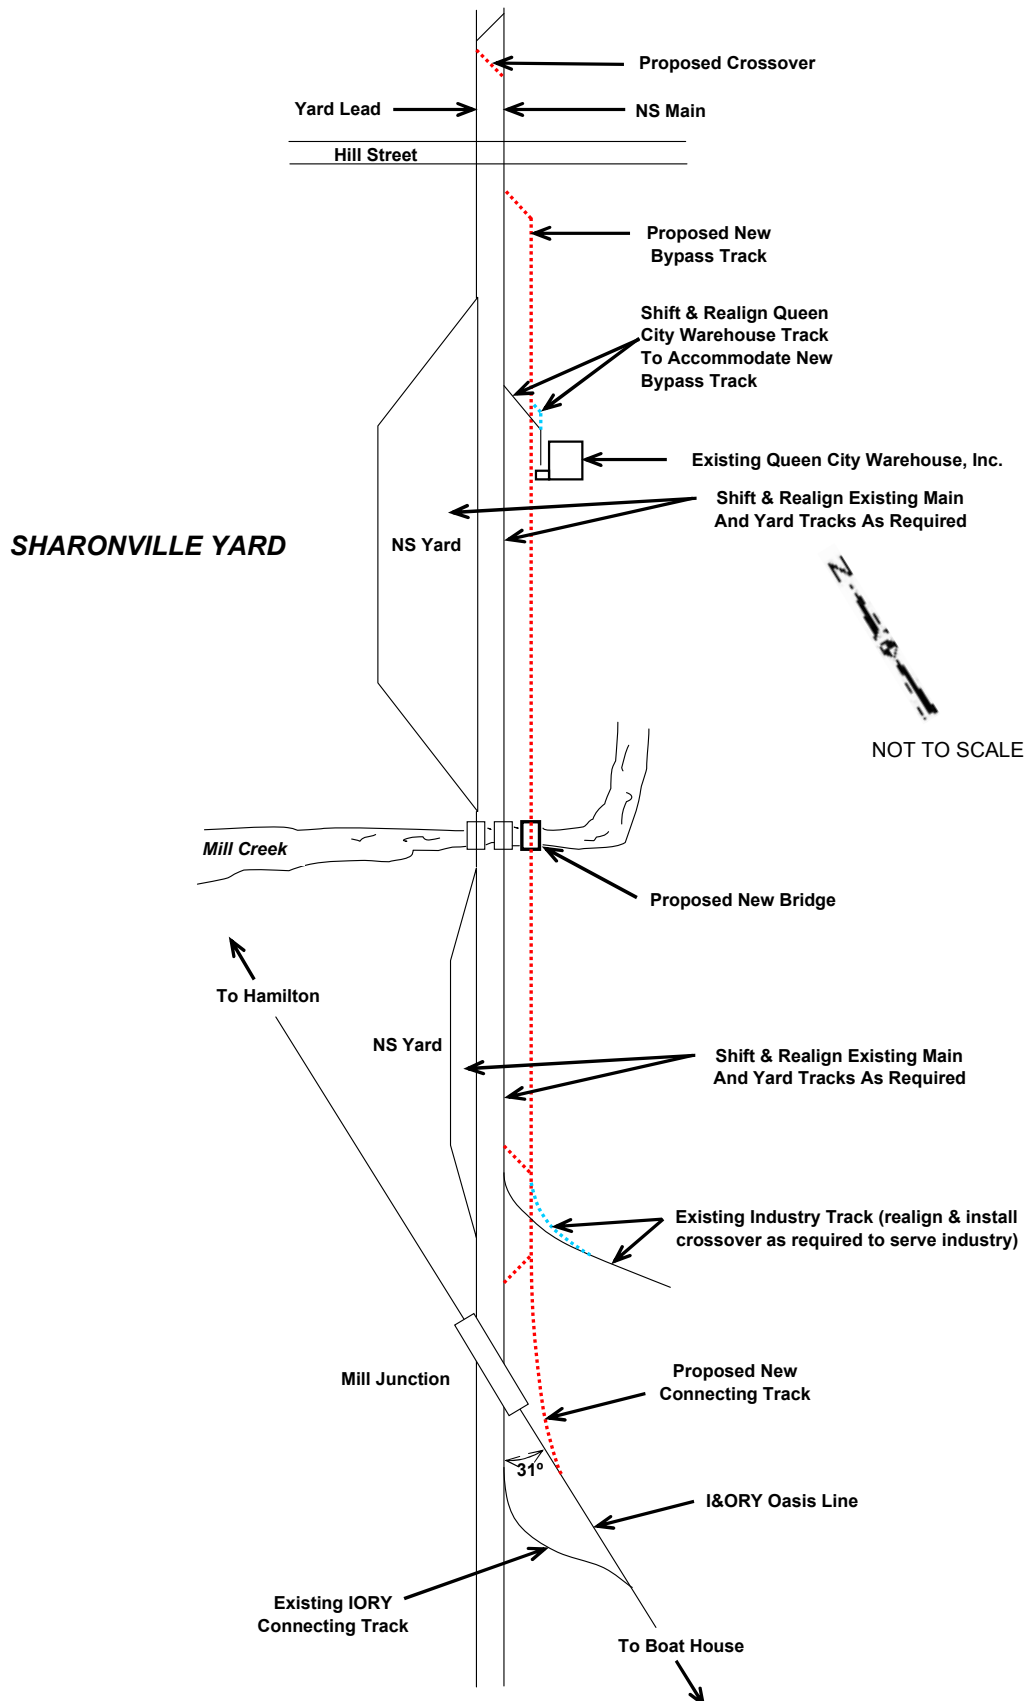 Proposed Crossover
Yard Lead
NS Main
Hill Street
Proposed New
Bypass Track
Shift & Realign Queen
City Warehouse Track
To Accommodate New
Bypass Track
Existing Queen City Warehouse, Inc.
Shift & Realign Existing Main
And Yard Tracks As Required
SHARONVILLE YARD
NS Yard
N
NOT TO SCALE
Mill Creek
Proposed New Bridge
To Hamilton
NS Yard
Shift & Realign Existing Main
And Yard Tracks As Required
Existing Industry Track (realign & install
crossover as required to serve industry)
Mill Junction
Proposed New
Connecting Track
31º
I&ORY Oasis Line
Existing IORY
Connecting Track
To Boat House